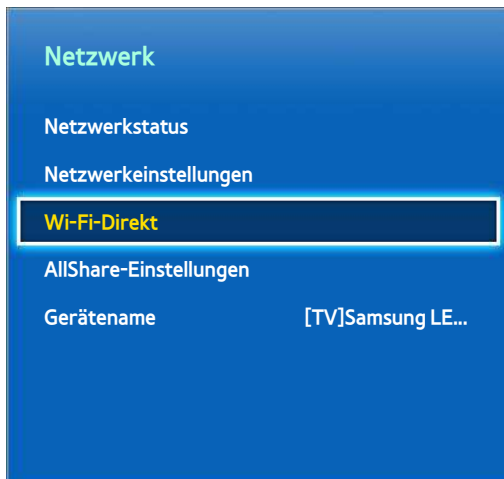 Netzwerk
Netzwerkstatus
Netzwerkeinstellungen
Wi-Fi-Direkt
AllShare-Einstellungen
Gerätename [TV]Samsung LE...